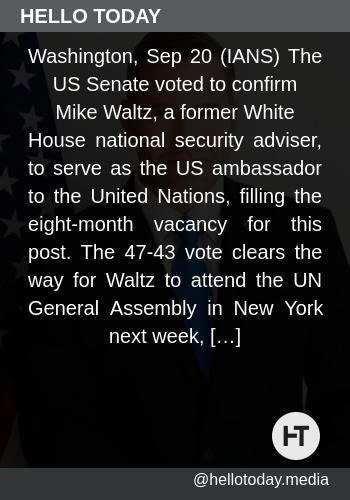 HELLO TODAY
Washington, Sep 20 (IANS) The
US Senate voted to confirm
Mike Waltz, a former White
House national security adviser,
to serve as the US ambassador
to the United Nations, filling the
eight-month vacancy for this
post. The 47-43 vote clears the
way for Waltz to attend the UN
General Assembly in New York
next week, […]
HT
@hellotoday.media